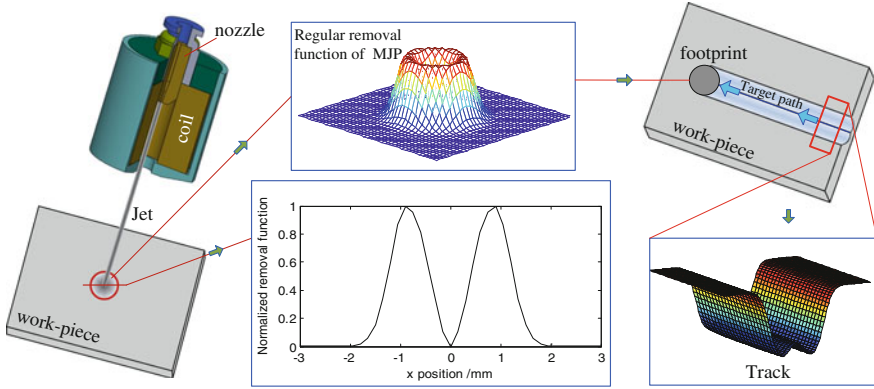 nozzle
coil
Jet
work-piece
Regular removal
function of MJP
Normalized removal function
1
0.8
0.6
0.4
0.2
0
-3
-2
-1
0
1
2
3
x position /mm
footprint
Target path
work-piece
Track